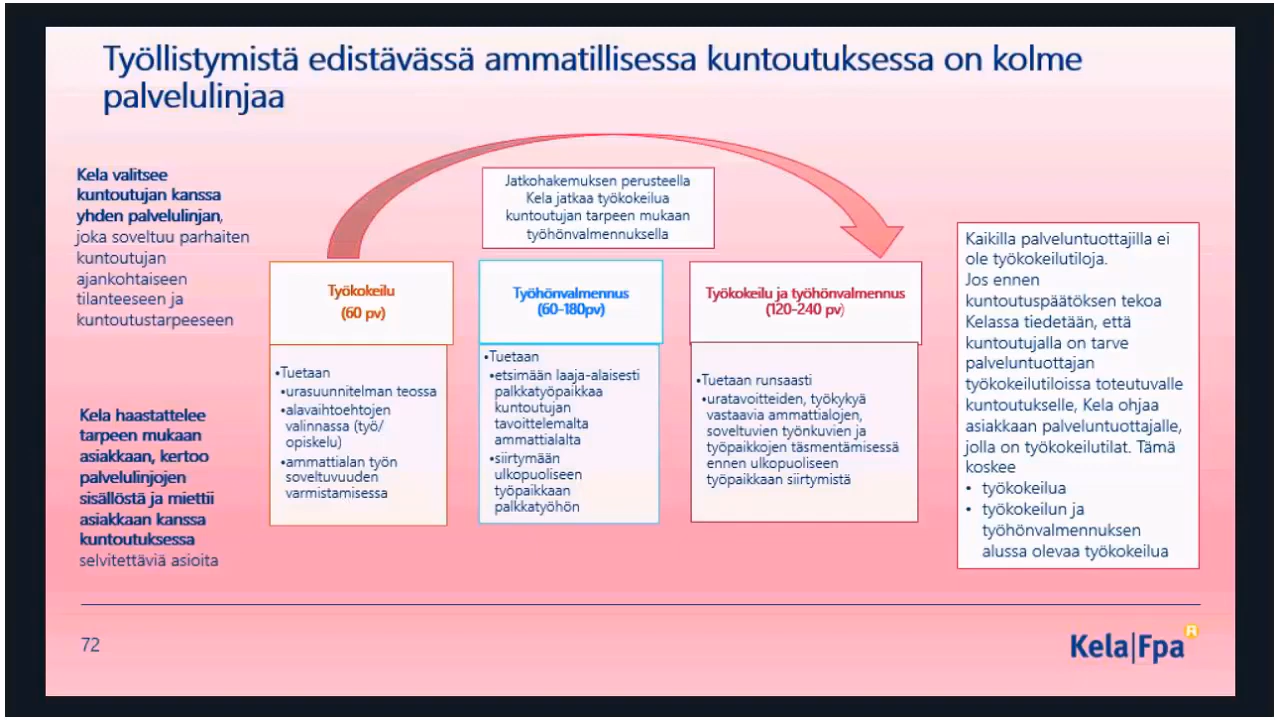 Työllistymistä edistävässä ammatillisessa kuntoutuksessa on kolme
palvelulinjaa
Kela valitsee
kuntoutujan kanssa
yhden palvelulinjan,
joka soveltuu parhaiten
kuntoutujan
ajankohtaiseen
tilanteeseen ja
kuntoutustarpeeseen
Kela haastattelee
tarpeen mukaan
asiakkaan, kertoo
palvelulinjojen
sisällöstä ja miettii
asiakkaan kanssa
kuntoutuksessa
selvitettäviä asioita
Jatkohakemuksen perusteella
Kela jatkaa työkokeilua
kuntoutujan tarpeen mukaan
työhönvalmennuksella
Työkokeilu
(60 pv)
•Tuetaan
•urasuunnitelman teossa
•alavaihtoehtojen
valinnassa (työ/
opiskelu)
•ammattialan työn
soveltuvuuden
varmistamisessa
Työhönvalmennus
(60-180pv)
•Tuetaan
•etsimään laaja-alaisesti
palkkatyöpaikkaa
kuntoutujan
tavoittelemalta
ammattialalta
•siirtymään
ulkopuoliseen
työpaikkaan
palkkatyöhön
Työkokeilu ja työhönvalmennus
(120-240 pv)
•Tuetaan runsaasti
•uratavoitteiden, työkykyä
vastaavia ammattialojen,
soveltuvien työnkuvien ja
työpaikkojen täsmentämisessä
ennen ulkopuoliseen
työpaikkaan siirtymistä
Kaikilla palveluntuottajilla ei
ole työkokeilutiloja.
Jos ennen
kuntoutuspäätöksen tekoa
Kelassa tiedetään, että
kuntoutujalla on tarve
palveluntuottajan
työkokeilutiloissa toteutuvalle
kuntoutukselle, Kela ohjaa
asiakkaan palveluntuottajalle,
jolla on työkokeilutilat. Tämä
koskee
• työkokeilua
• työkokeilun ja
työhönvalmennuksen
alussa olevaa työkokeilua
72
Kela|Fpa